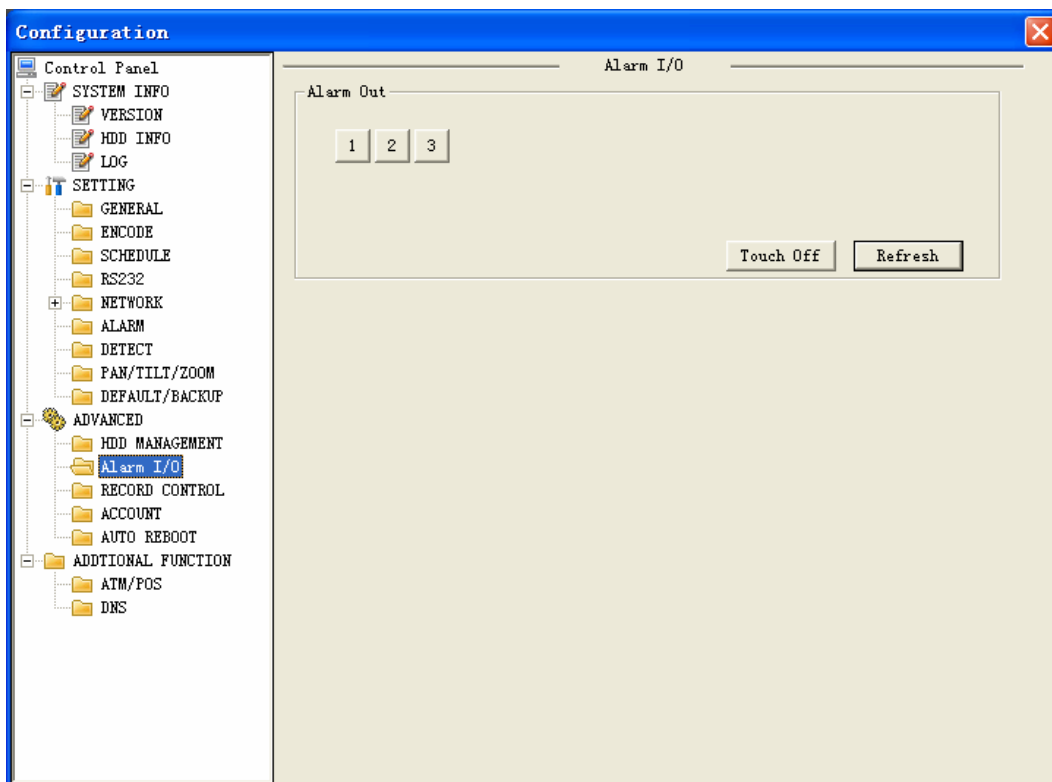 Configuration
Control Panel
SYSTEM INFO
VERSION
HDD INFO
LOG
SETTING
GENERAL
ENCODE
SCHEDULE
RS232
NETWORK
ALARM
DETECT
PAN/TILT/ZOOM
DEFAULT/BACKUP
ADVANCED
HDD MANAGEMENT
Alarm I/O
RECORD CONTROL
ACCOUNT
AUTO REBOOT
ADDTIONAL FUNCTION
ATM/POS
DNS
Alarm I/O
Alarm Out
1 2 3
Touch Off Refresh